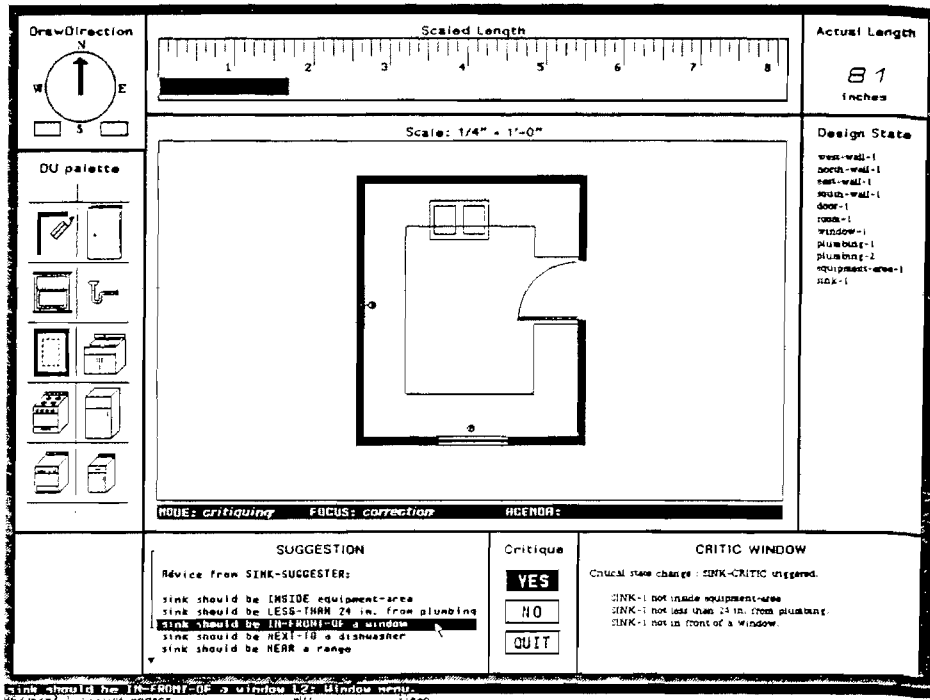 DrawDirection
N
W E
S
Scaled Length
1 2 3 4 5 6 7 8
Actual Length
81
inches
DU palette
Scale: 1/4" = 1'-0"
Design State
west-wall-1
north-wall-1
east-wall-1
south-wall-1
door-1
room-1
window-1
plumbing-1
plumbing-2
equipment-area-1
sink-1
MODE: critiquing FOCUS: correction AGENDA:
SUGGESTION
Advice from SINK-SUGGESTER:
sink should be INSIDE equipment-area
sink should be LESS-THAN 24 in. from plumbing
sink should be IN-FRONT-OF a window
sink should be NEXT-TO a dishwasher
sink should be NEAR a range
Critique
YES
NO
QUIT
CRITIC WINDOW
Critical state change : SINK-CRITIC triggered.
SINK-1 not inside equipment-area
SINK-1 not less than 24 in. from plumbing.
SINK-1 not in front of a window.
sink should be IN-FRONT-OF a window L2: Window menu.